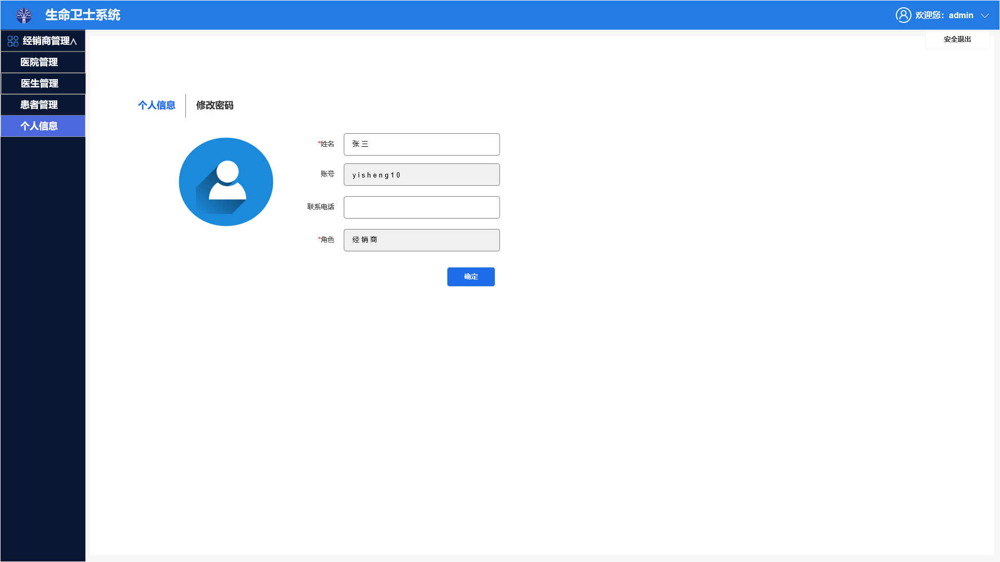 生命卫士系统
欢迎您：admin
安全退出
经销商管理
医院管理
医生管理
患者管理
个人信息
个人信息
修改密码
*姓名
张三
账号
yisheng10
联系电话
*角色
经销商
确定